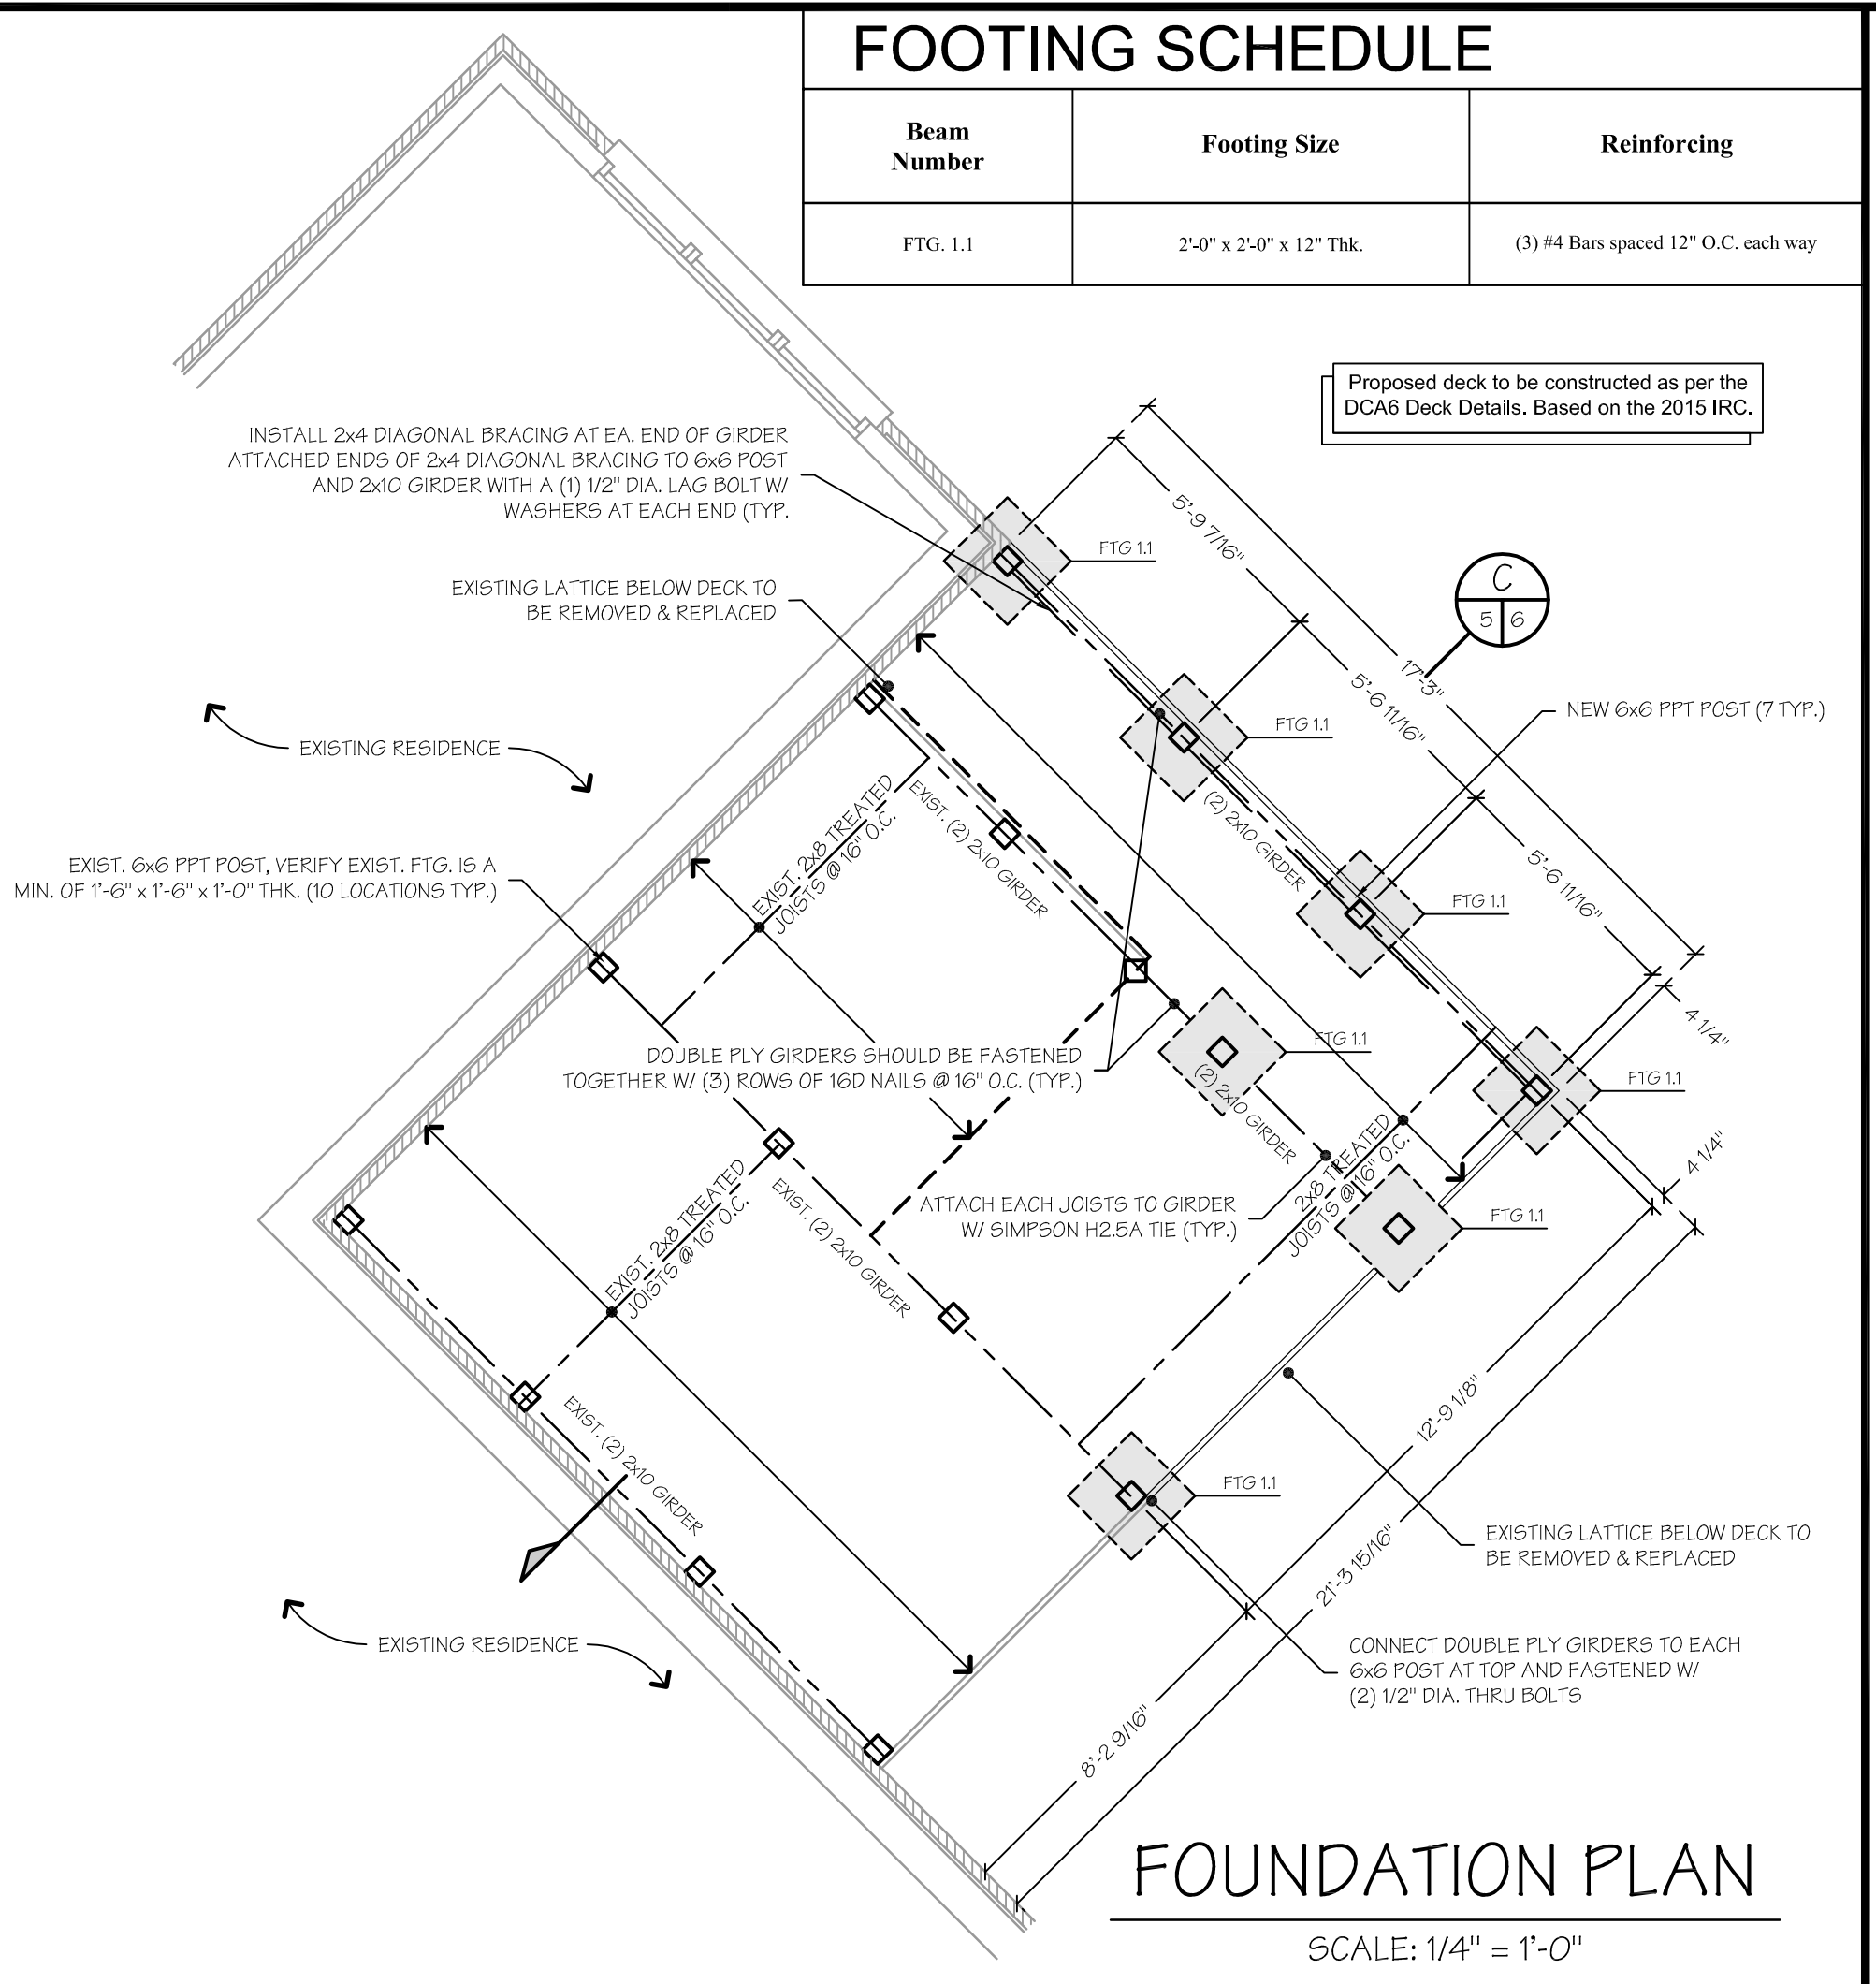 FOOTING SCHEDULE
Beam
Number
Footing Size
Reinforcing
FTG. 1.1
2'-0" x 2'-0" x 12" Thk.
(3) #4 Bars spaced 12" O.C. each way
Proposed deck to be constructed as per the
DCA6 Deck Details. Based on the 2015 IRC.
INSTALL 2x4 DIAGONAL BRACING AT EA. END OF GIRDER
ATTACHED ENDS OF 2x4 DIAGONAL BRACING TO 6x6 POST
AND 2x10 GIRDER WITH A (1) 1/2" DIA. LAG BOLT W/
WASHERS AT EACH END (TYP.
5'-9 7/16"
FTG 1.1
EXISTING LATTICE BELOW DECK TO
BE REMOVED & REPLACED
C
5 6
17'-3"
5'-6 11/16"
NEW 6x6 PPT POST (7 TYP.)
FTG 1.1
EXISTING RESIDENCE
EXIST. 2x8 TREATED
JOISTS @ 16" O.C.
EXIST. (2) 2x10 GIRDER
(2) 2x10 GIRDER
5'-6 11/16"
EXIST. 6x6 PPT POST, VERIFY EXIST. FTG. IS A
MIN. OF 1'-6" x 1'-6" x 1'-0" THK. (10 LOCATIONS TYP.)
FTG 1.1
4 1/4"
FTG 1.1
DOUBLE PLY GIRDERS SHOULD BE FASTENED
TOGETHER W/ (3) ROWS OF 16D NAILS @ 16" O.C. (TYP.)
FTG 1.1
(2) 2x10 GIRDER
4 1/4"
2x8 TREATED
JOISTS @ 16" O.C.
ATTACH EACH JOISTS TO GIRDER
W/ SIMPSON H2.5A TIE (TYP.)
FTG 1.1
EXIST. 2x8 TREATED
JOISTS @ 16" O.C.
EXIST. (2) 2x10 GIRDER
EXIST. (2) 2x10 GIRDER
12'-9 1/8"
FTG 1.1
EXISTING LATTICE BELOW DECK TO
BE REMOVED & REPLACED
21'-3 15/16"
EXISTING RESIDENCE
CONNECT DOUBLE PLY GIRDERS TO EACH
6x6 POST AT TOP AND FASTENED W/
(2) 1/2" DIA. THRU BOLTS
8'-2 9/16"
FOUNDATION PLAN
SCALE: 1/4" = 1'-0"